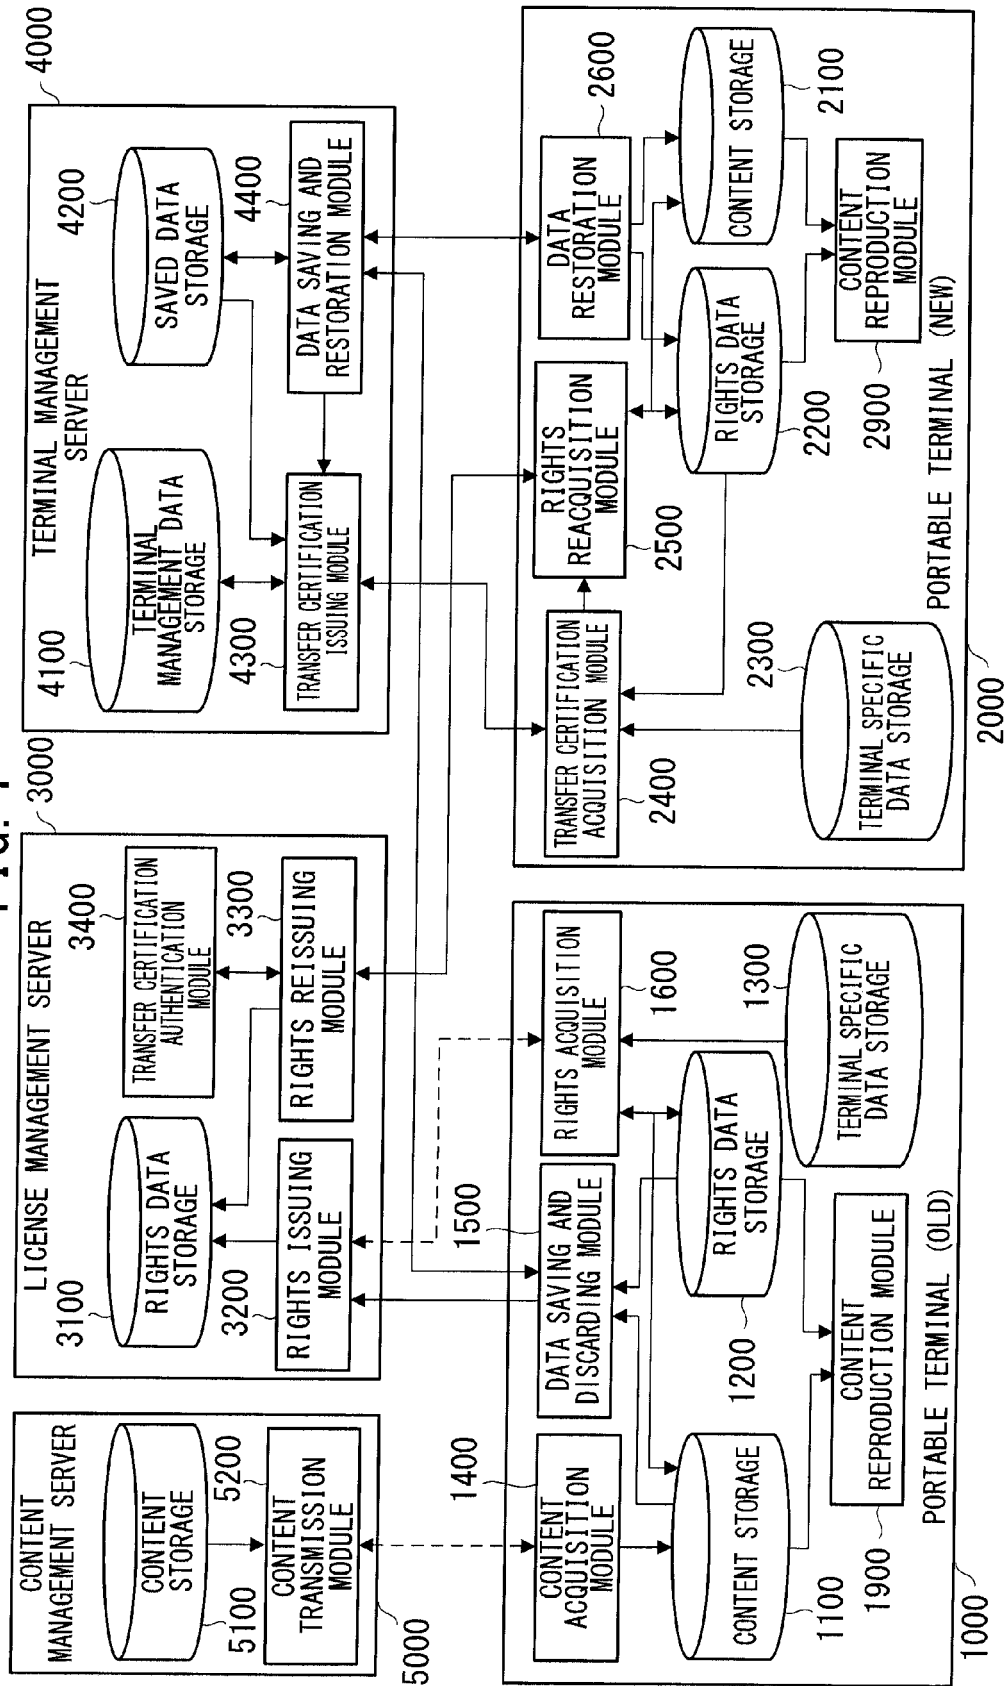 FIG. 1
CONTENT
MANAGEMENT SERVER
CONTENT
STORAGE
5100
5200
CONTENT
TRANSMISSION
MODULE
5000
LICENSE MANAGEMENT SERVER
3000
3100
RIGHTS DATA
STORAGE
3400
TRANSFER CERTIFICATION
AUTHENTICATION
MODULE
3200
RIGHTS ISSUING
MODULE
3300
RIGHTS REISSUING
MODULE
TERMINAL MANAGEMENT
SERVER
4000
4100
TERMINAL
MANAGEMENT DATA
STORAGE
4200
SAVED DATA
STORAGE
4300
TRANSFER CERTIFICATION
ISSUING MODULE
4400
DATA SAVING AND
RESTORATION MODULE
1400
CONTENT
ACQUISITION
MODULE
1500
DATA SAVING AND
DISCARDING MODULE
RIGHTS ACQUISITION
MODULE
1600
CONTENT STORAGE
1100
RIGHTS DATA
STORAGE
1200
1300
TERMINAL SPECIFIC
DATA STORAGE
CONTENT
REPRODUCTION MODULE
1900
PORTABLE TERMINAL (OLD)
1000
TRANSFER CERTIFICATION
ACQUISITION MODULE
2400
RIGHTS
REACQUISITION
MODULE
2500
DATA
RESTORATION
MODULE
2600
2300
TERMINAL SPECIFIC
DATA STORAGE
RIGHTS DATA
STORAGE
2200
CONTENT STORAGE
2100
CONTENT
REPRODUCTION
MODULE
2900
PORTABLE TERMINAL (NEW)
2000